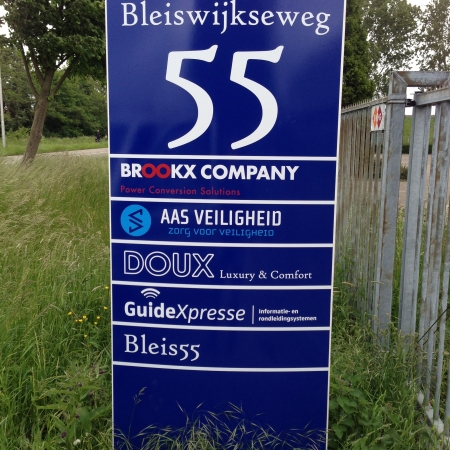 Bleiswijkseweg
55
BROOKX COMPANY
Power Conversion Solutions
AAS VEILIGHEID
zorg voor veiligheid
DOUX Luxury & Comfort
GuideXpresse Informatie- en
rondleidingsystemen
Bleis55